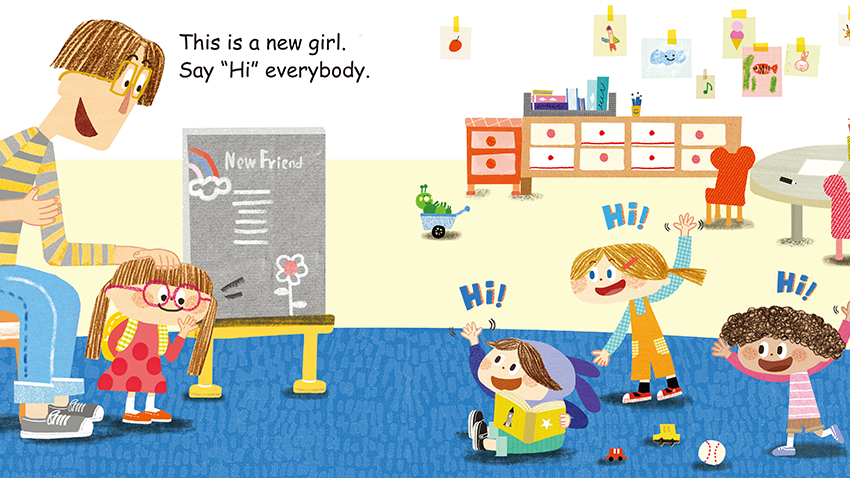 This is a new girl.
Say “Hi” everybody.
New Friend
Hi!
Hi!
Hi!